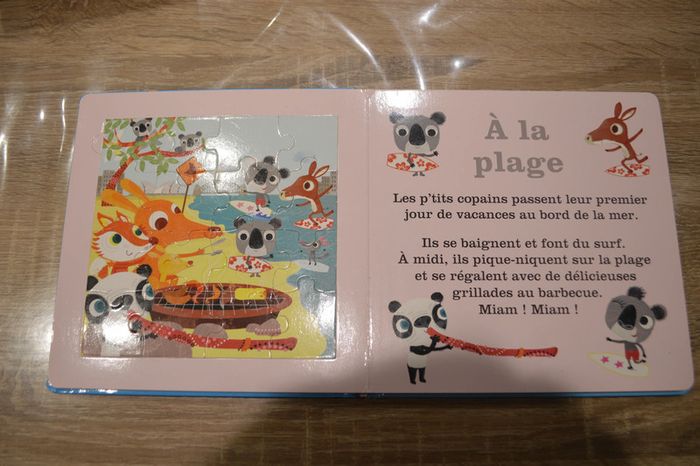 À la
plage
Les p'tits copains passent leur premier
jour de vacances au bord de la mer.
Ils se baignent et font du surf.
À midi, ils pique-niquent sur la plage
et se régalent avec de délicieuses
grillades au barbecue.
Miam ! Miam !